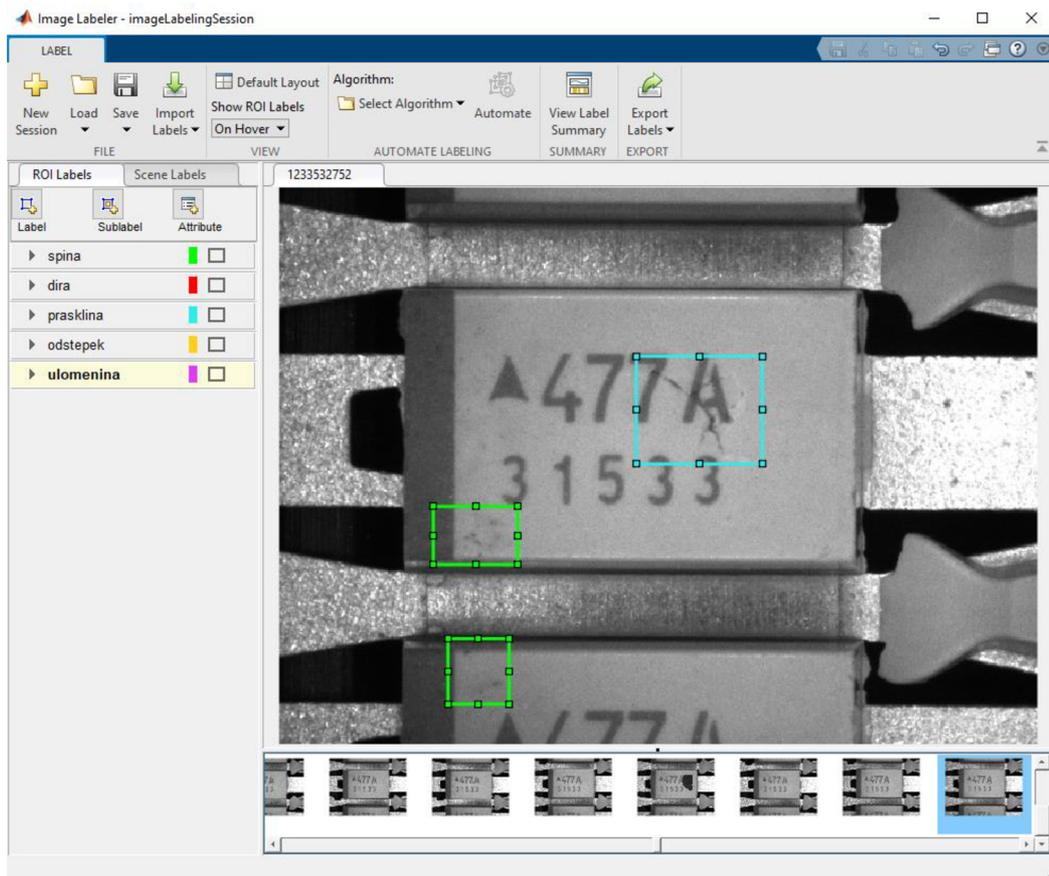 Image Labeler - imageLabelingSession
LABEL
New Session
Load
Save
Import Labels
FILE
Default Layout
Show ROI Labels
On Hover
VIEW
Algorithm:
Select Algorithm
Automate
AUTOMATE LABELING
View Label Summary
SUMMARY
Export Labels
EXPORT
ROI Labels
Scene Labels
1233532752
Label
Sublabel
Attribute
spina
dira
prasklina
odstepek
ulomenina
477A
31533
477A